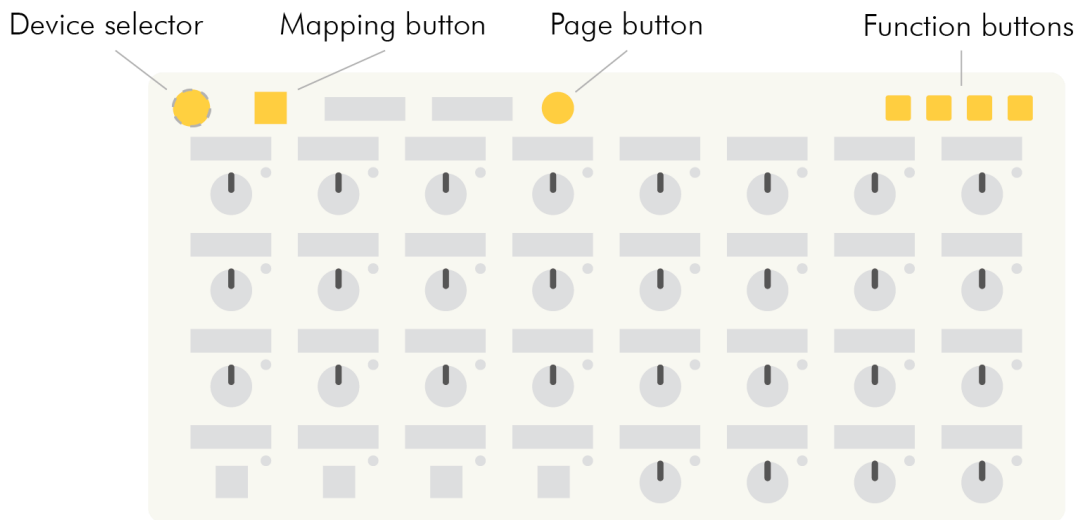 Device selector
Mapping button
Page button
Function buttons